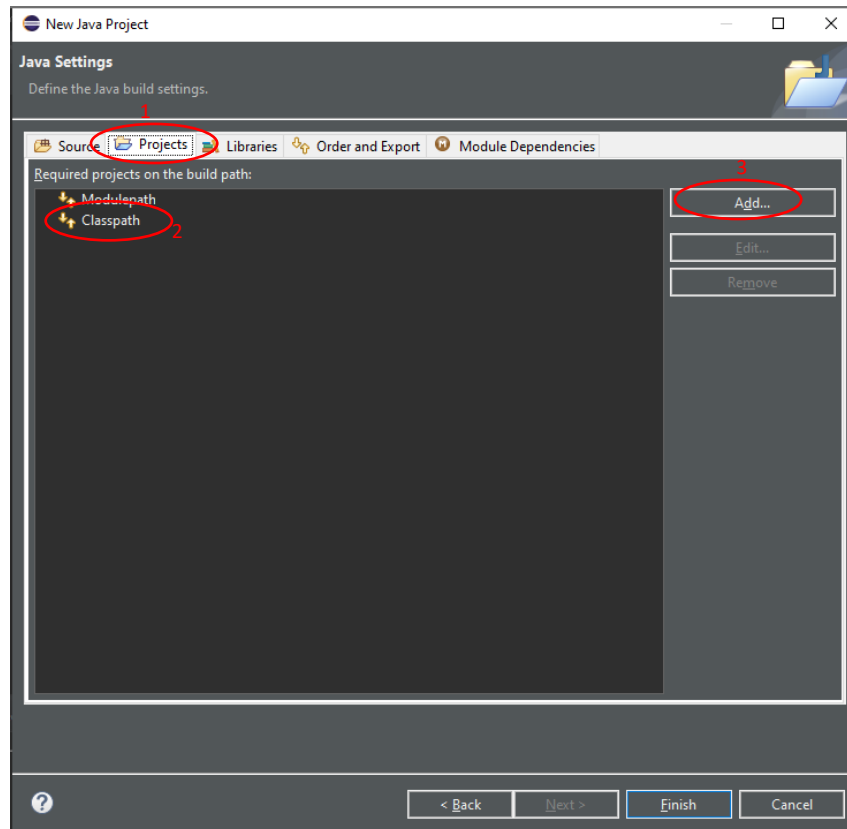 New Java Project
Java Settings
Define the Java build settings.
1
Source Projects Libraries Order and Export Module Dependencies
Required projects on the build path:
3
Modulepath
Add...
Classpath
2
Edit...
Remove
< Back Next > Finish Cancel